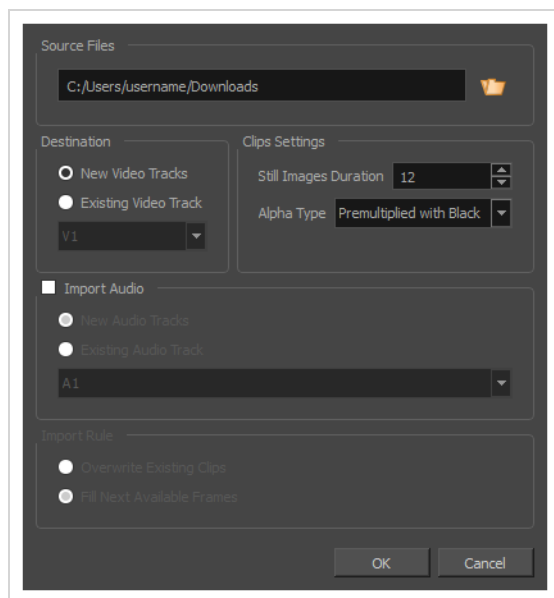 Source Files
C:/Users/username/Downloads
Destination
New Video Tracks
Existing Video Track
V1
Clips Settings
Still Images Duration 12
Alpha Type Premultiplied with Black
Import Audio
New Audio Tracks
Existing Audio Track
A1
Import Rule
Overwrite Existing Clips
Fill Next Available Frames
OK Cancel